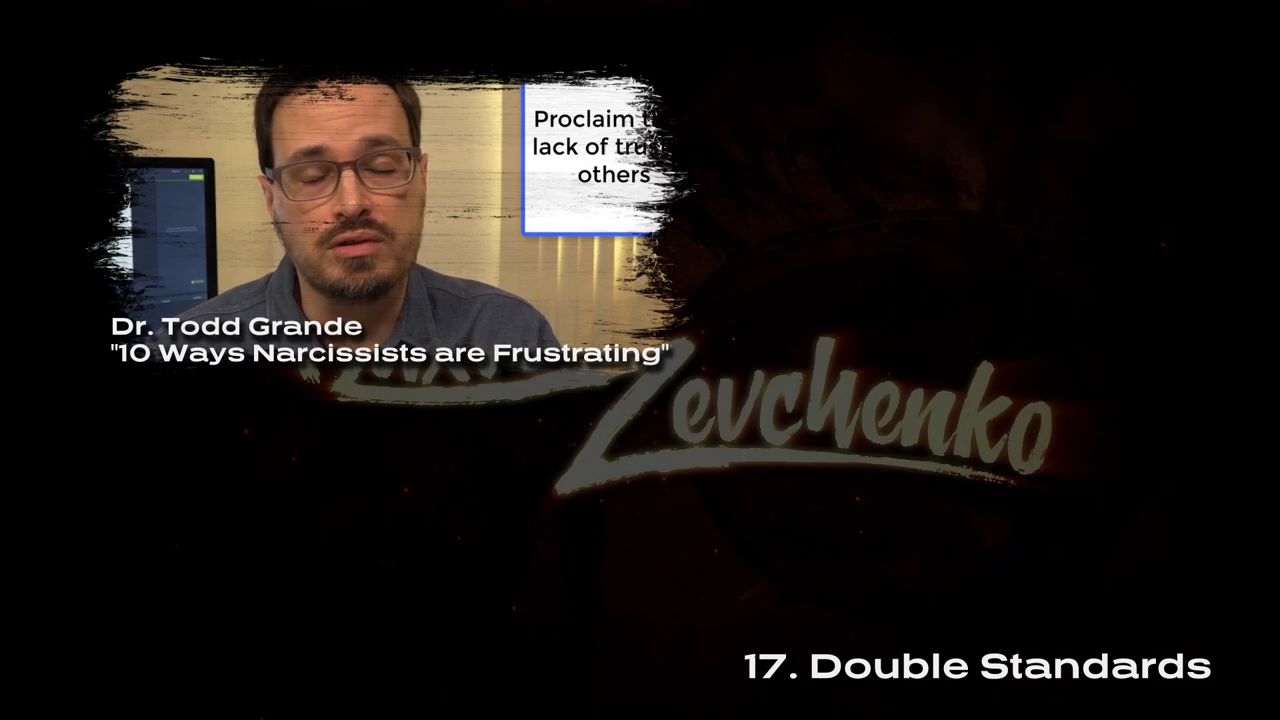 Proclaim
lack of
others
Dr. Todd Grande
"10 Ways Narcissists are Frustrating"
Zevchenko
17. Double Standards